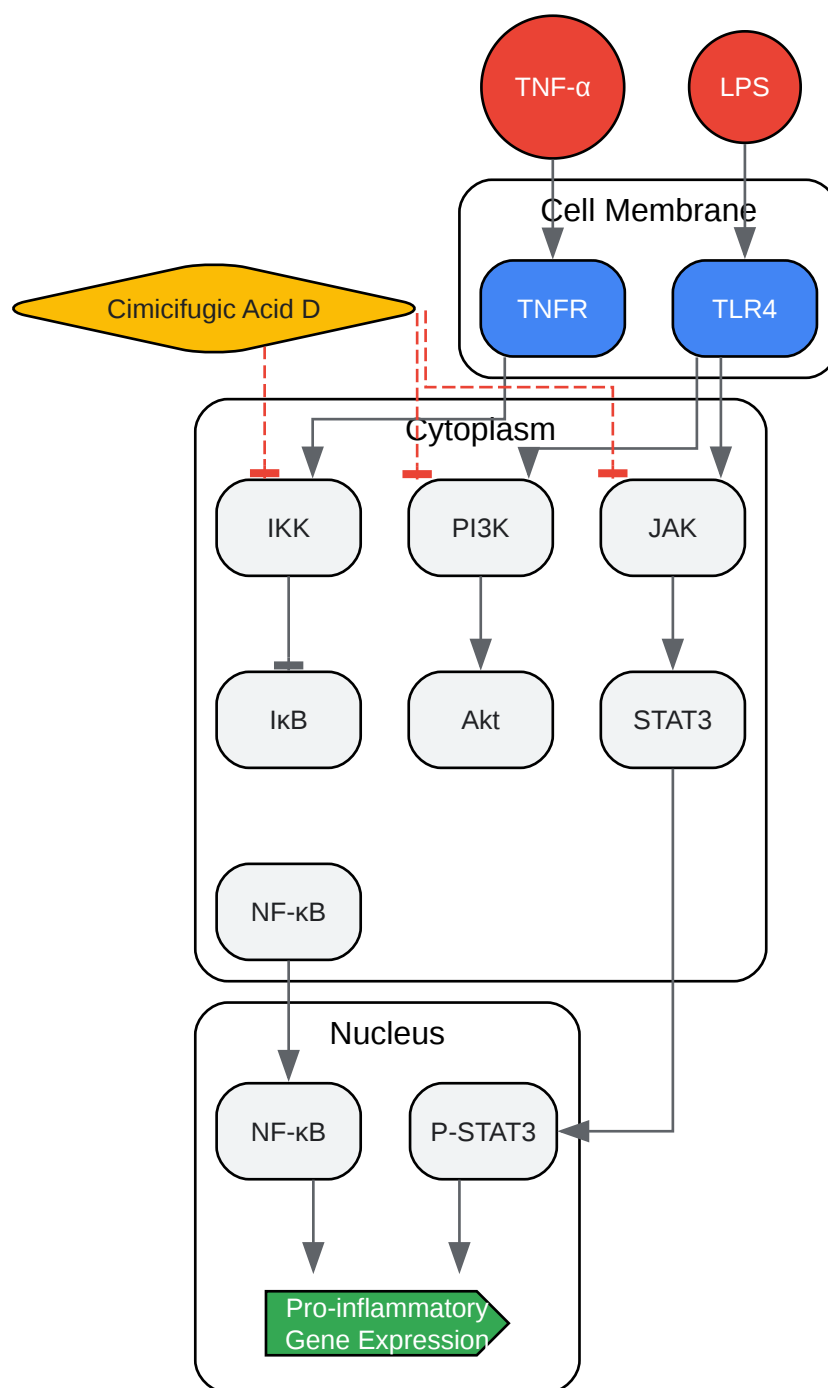 TNF-α
LPS
Cell Membrane
Cimicifugic Acid D
TNFR
TLR4
Cytoplasm
IKK
PI3K
JAK
IκB
Akt
STAT3
NF-κB
Nucleus
NF-κB
P-STAT3
Pro-inflammatory
Gene Expression